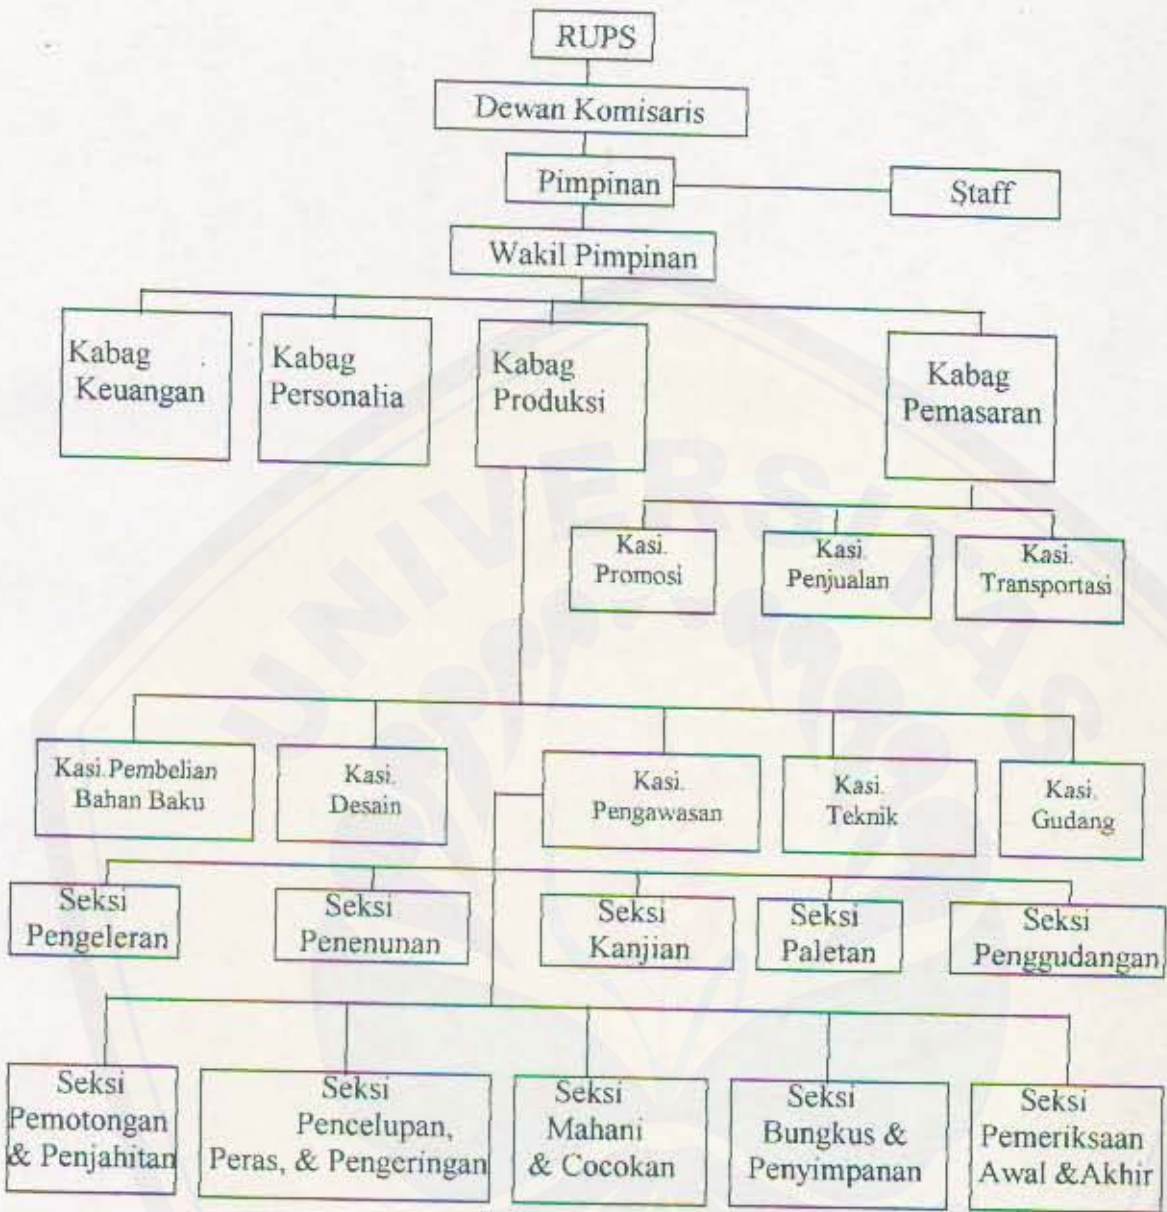 RUPS
Dewan Komisaris
Pimpinan
Staff
Wakil Pimpinan
Kabag
Keuangan
Kabag
Personalia
Kabag
Produksi
Kabag
Pemasaran
Kasi.
Promosi
Kasi.
Penjualan
Kasi.
Transportasi
Kasi.Pembelian
Bahan Baku
Kasi.
Desain
Kasi.
Pengawasan
Kasi.
Teknik
Kasi.
Gudang
Seksi
Pengeleran
Seksi
Penenunan
Seksi
Kanjian
Seksi
Paletan
Seksi
Penggudangan
Seksi
Pemotongan
& Penjahitan
Seksi
Pencelupan,
Peras, & Pengeringan
Seksi
Mahani
& Cocokan
Seksi
Bungkus &
Penyimpanan
Seksi
Pemeriksaan
Awal &Akhir
UNIVERSITAS